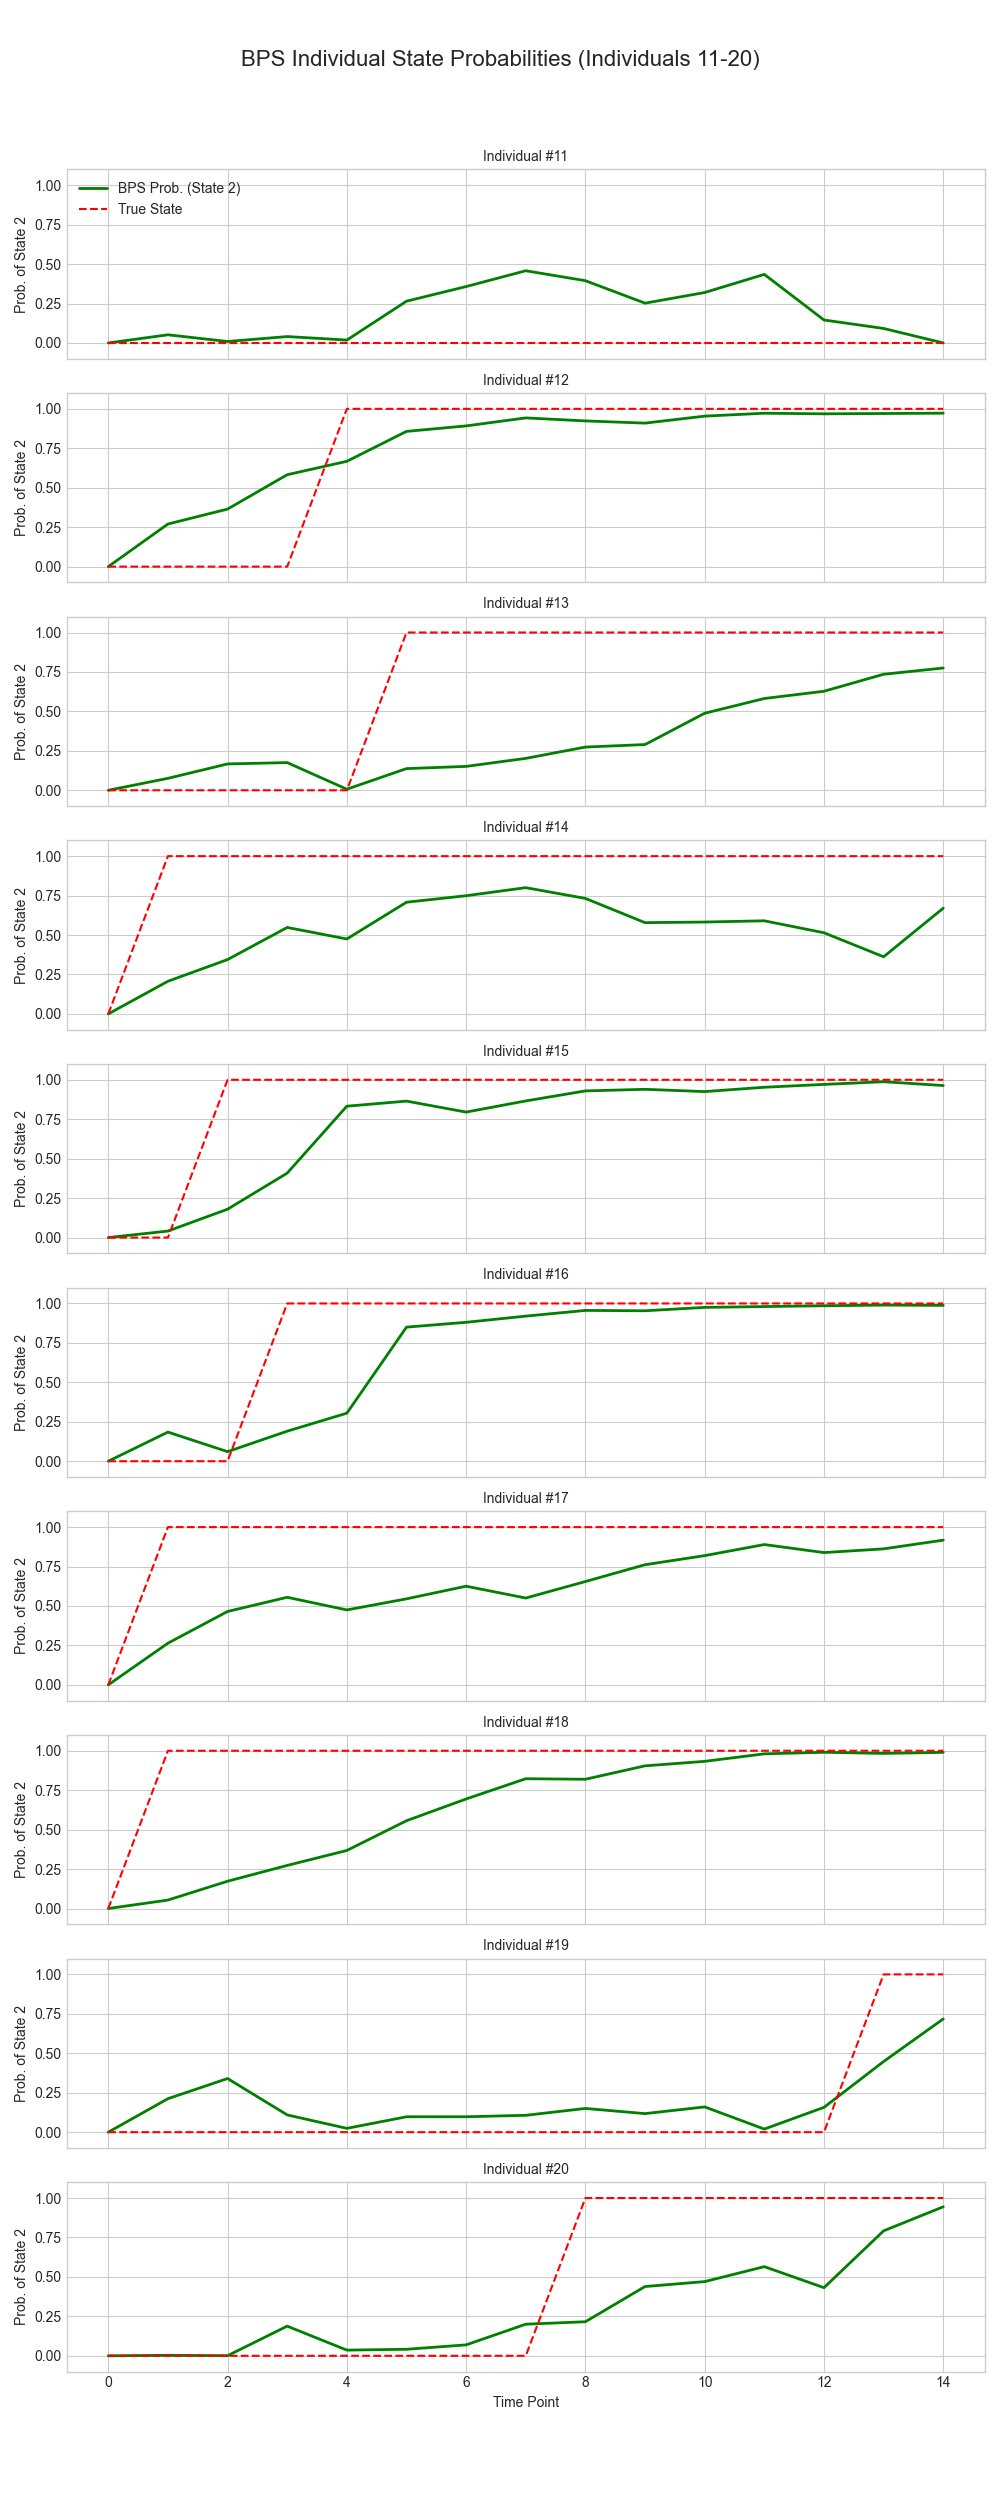 BPS Individual State Probabilities (Individuals 11-20)
Individual #11
Prob. of State 2
1.00
0.75
0.50
0.25
0.00
BPS Prob. (State 2)
True State
Individual #12
Prob. of State 2
1.00
0.75
0.50
0.25
0.00
Individual #13
Prob. of State 2
1.00
0.75
0.50
0.25
0.00
Individual #14
Prob. of State 2
1.00
0.75
0.50
0.25
0.00
Individual #15
Prob. of State 2
1.00
0.75
0.50
0.25
0.00
Individual #16
Prob. of State 2
1.00
0.75
0.50
0.25
0.00
Individual #17
Prob. of State 2
1.00
0.75
0.50
0.25
0.00
Individual #18
Prob. of State 2
1.00
0.75
0.50
0.25
0.00
Individual #19
Prob. of State 2
1.00
0.75
0.50
0.25
0.00
Individual #20
Prob. of State 2
1.00
0.75
0.50
0.25
0.00
0 2 4 6 8 10 12 14
Time Point